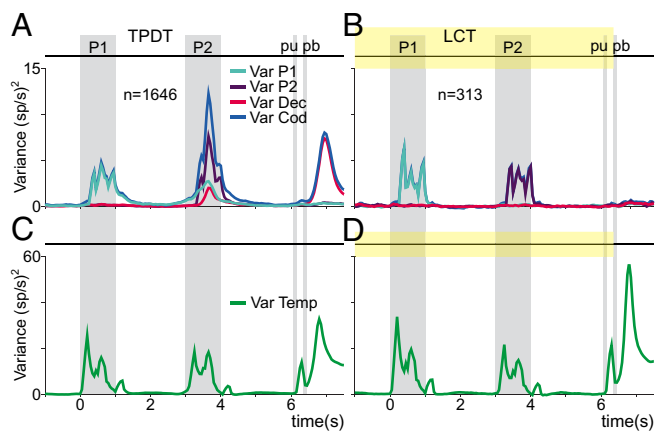 A TPDT B LCT
P1 P2 pu pb P1 P2 pu pb
15
Variance (sp/s)²
0
n=1646
Var P1
Var P2
Var Dec
Var Cod
n=313
C D
60
Variance (sp/s)²
0
Var Temp
0 2 4 6 0 2 4 6
time(s) time(s)